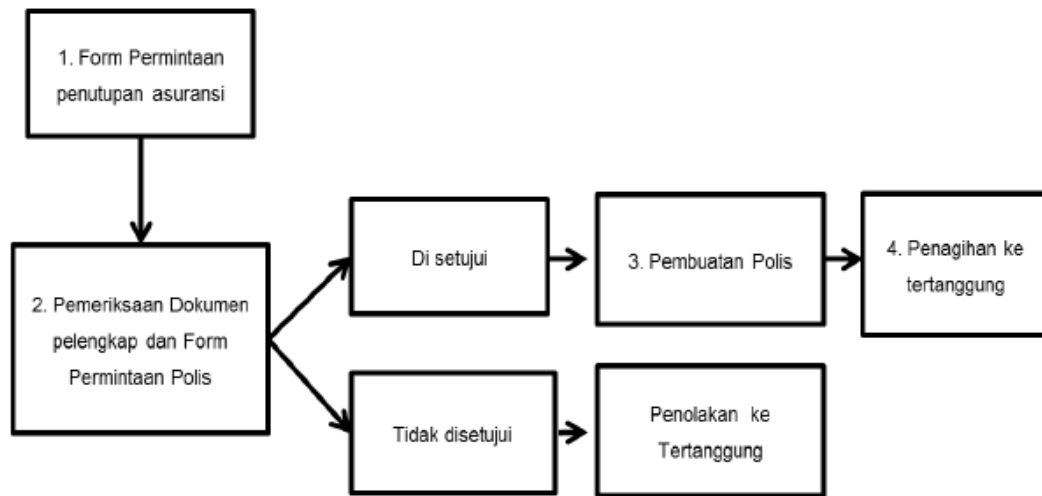 1. Form Permintaan
penutupan asuransi
2. Pemeriksaan Dokumen
pelengkap dan Form
Permintaan Polis
Di setujui
3. Pembuatan Polis
4. Penagihan ke
tertanggung
Tidak disetujui
Penolakan ke
Tertanggung